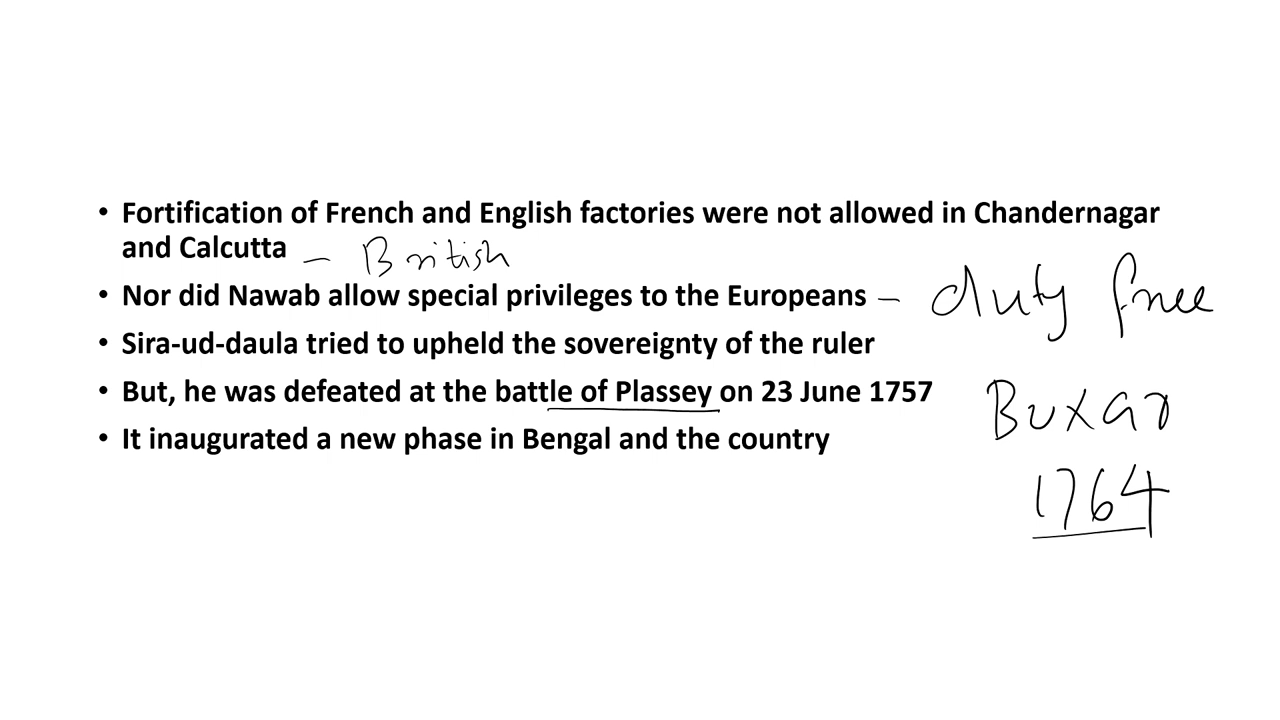 • Fortification of French and English factories were not allowed in Chandernagar
and Calcutta – British
• Nor did Nawab allow special privileges to the Europeans – duty free
• Sira-ud-daula tried to upheld the sovereignty of the ruler
• But, he was defeated at the battle of Plassey on 23 June 1757
Buxar
• It inaugurated a new phase in Bengal and the country
1764